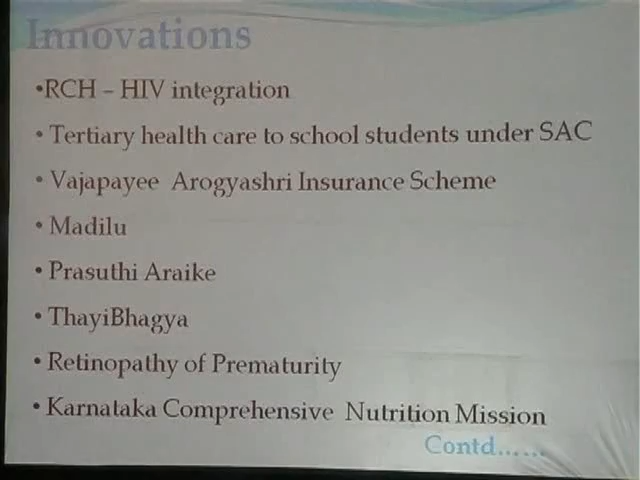 Innovations
•RCH – HIV integration
• Tertiary health care to school students under SAC
• Vajapayee Arogyashri Insurance Scheme
• Madilu
• Prasuthi Araike
• ThayiBhagya
• Retinopathy of Prematurity
• Karnataka Comprehensive Nutrition Mission
Contd......